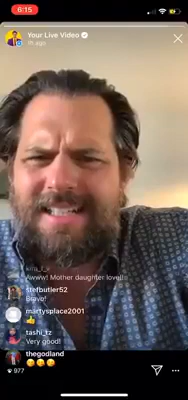 6:15
Your Live Video
1h ago
Awww! Mother daughter love!!
stefbutler52
Bravo!
martysplace2001
👍
tashi_tz
Very good!
thegodland
😍😍😍
977